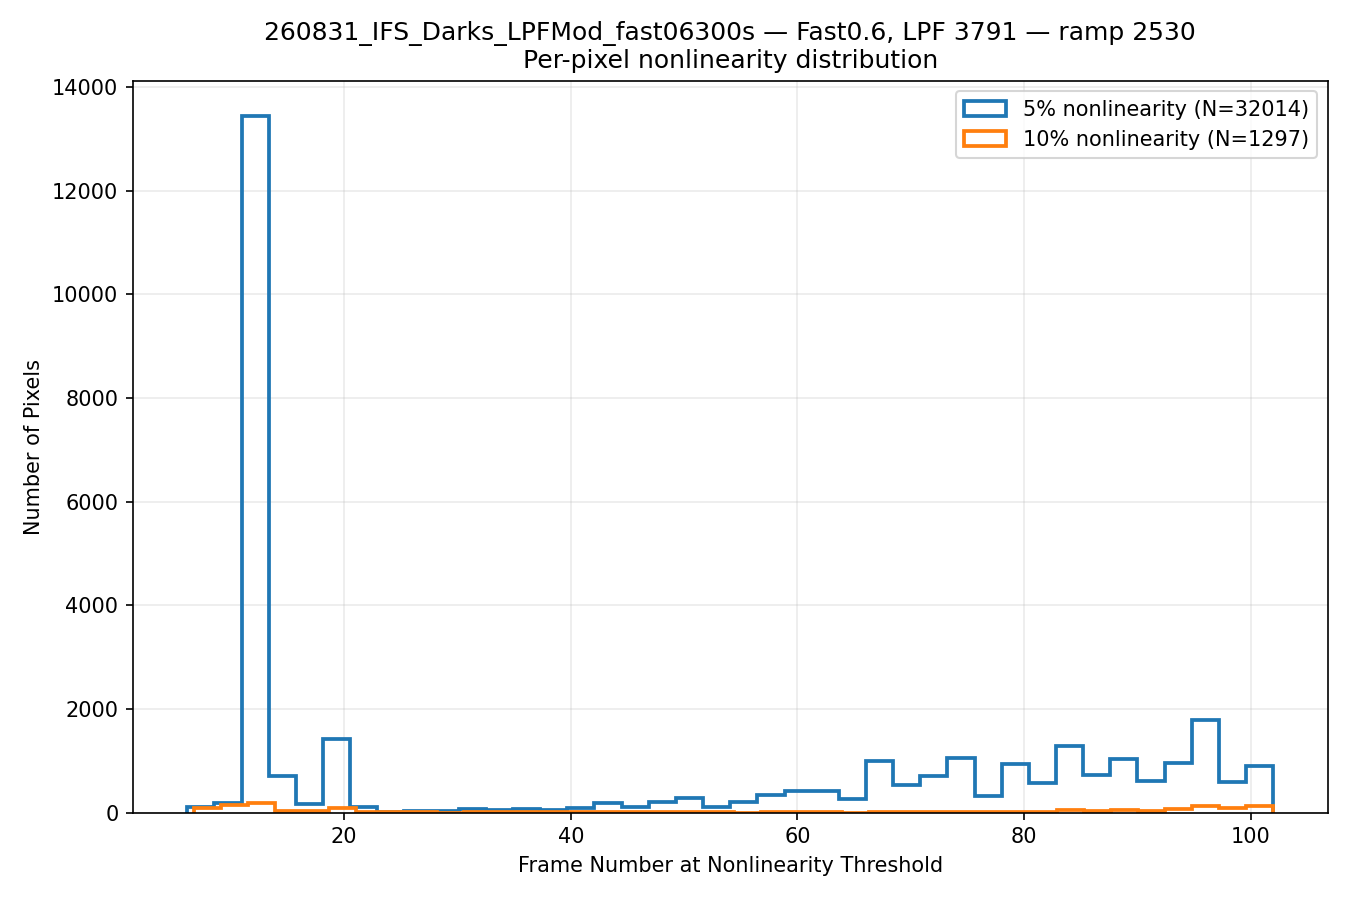 260831_IFS_Darks_LPFMod_fast06300s — Fast0.6, LPF 3791 — ramp 2530
Per-pixel nonlinearity distribution
5% nonlinearity (N=32014)
10% nonlinearity (N=1297)
Number of Pixels
14000
12000
10000
8000
6000
4000
2000
0
20 40 60 80 100
Frame Number at Nonlinearity Threshold